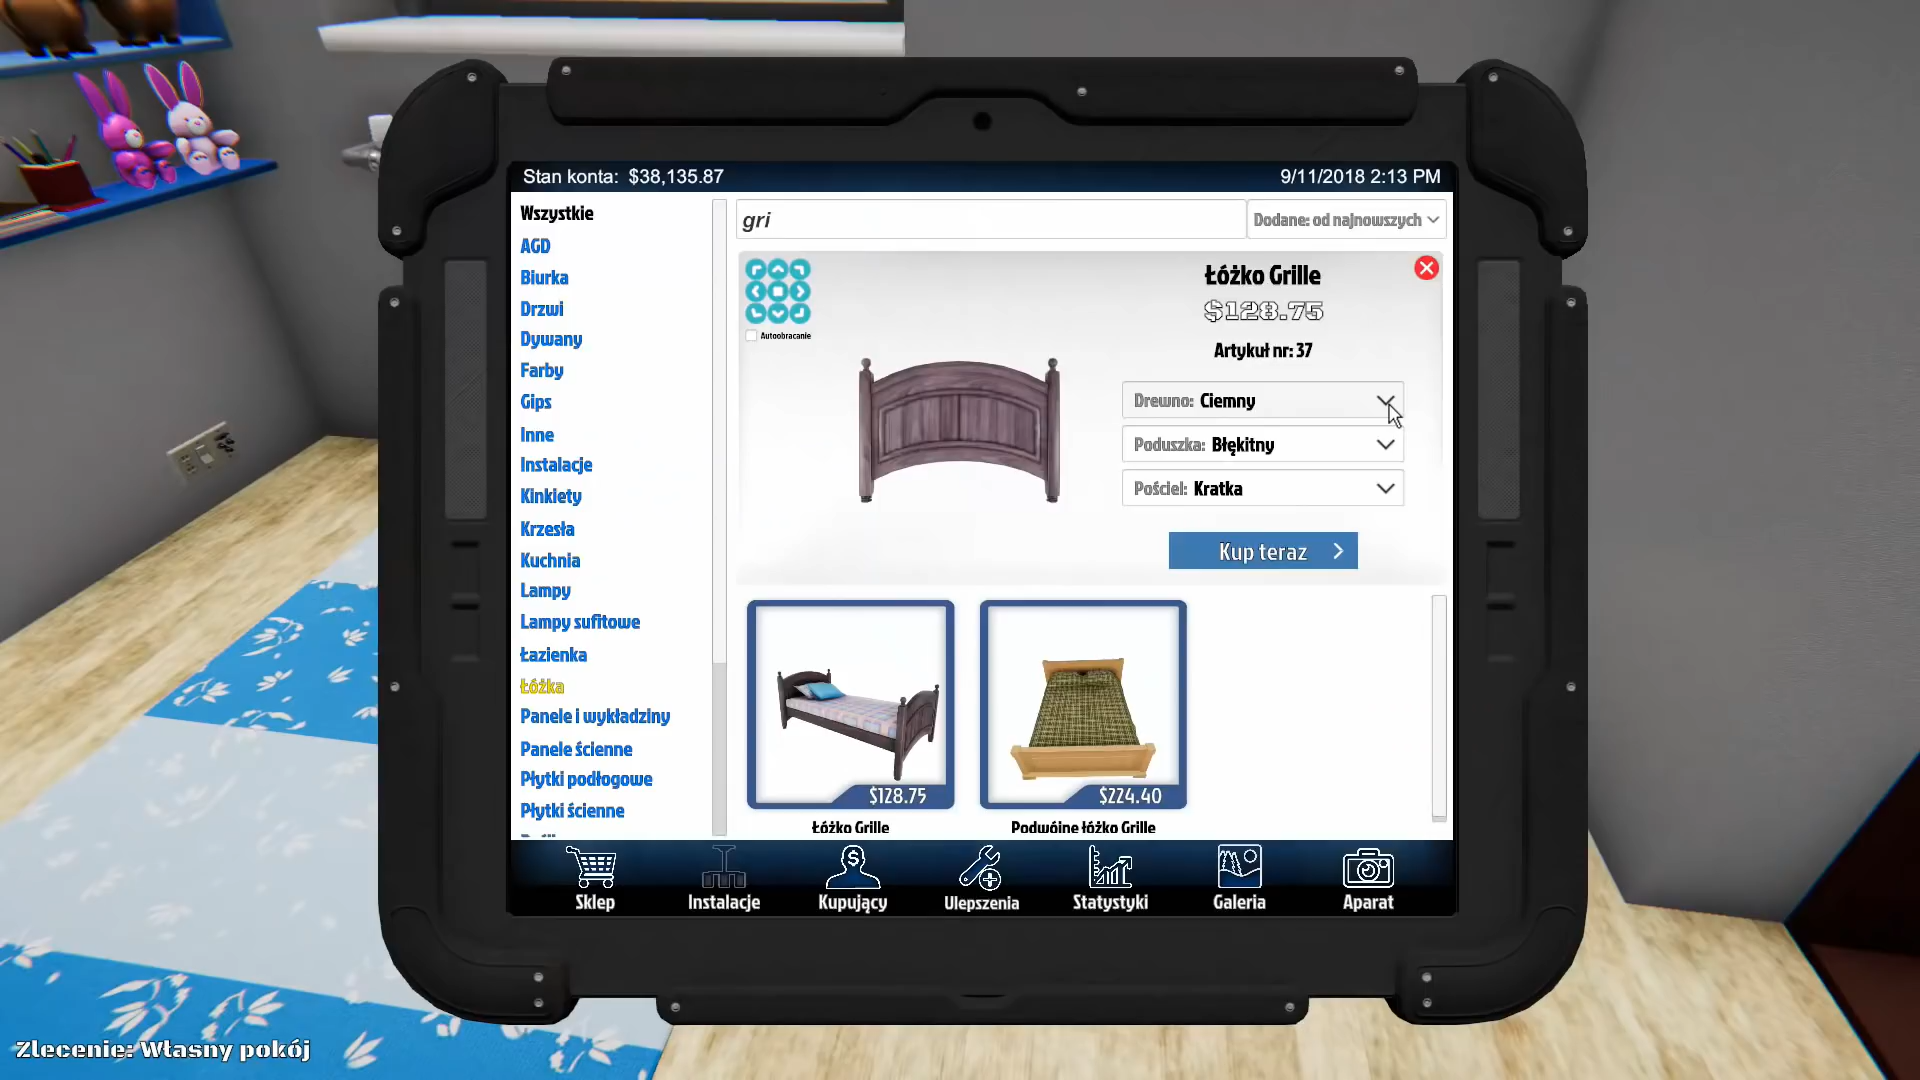 Stan konta: $38,135.87
9/11/2018 2:13 PM
Wszystkie
AGD
Biurka
Drzwi
Dywany
Farby
Gips
Inne
Instalacje
Kinkiety
Krzesła
Kuchnia
Lampy
Lampy sufitowe
Łazienka
Łóżka
Panele i wykładziny
Panele ścienne
Płytki podłogowe
Płytki ścienne
gri
Dodane: od najnowszych
Autoobracanie
Łóżko Grille
$128.75
Artykuł nr: 37
Drewno: Ciemny
Poduszka: Błękitny
Pościel: Kratka
Kup teraz
$128.75
Łóżko Grille
$224.40
Podwójne łóżko Grille
Sklep
Instalacje
Kupujący
Ulepszenia
Statystyki
Galeria
Aparat
Zlecenie: Własny pokój